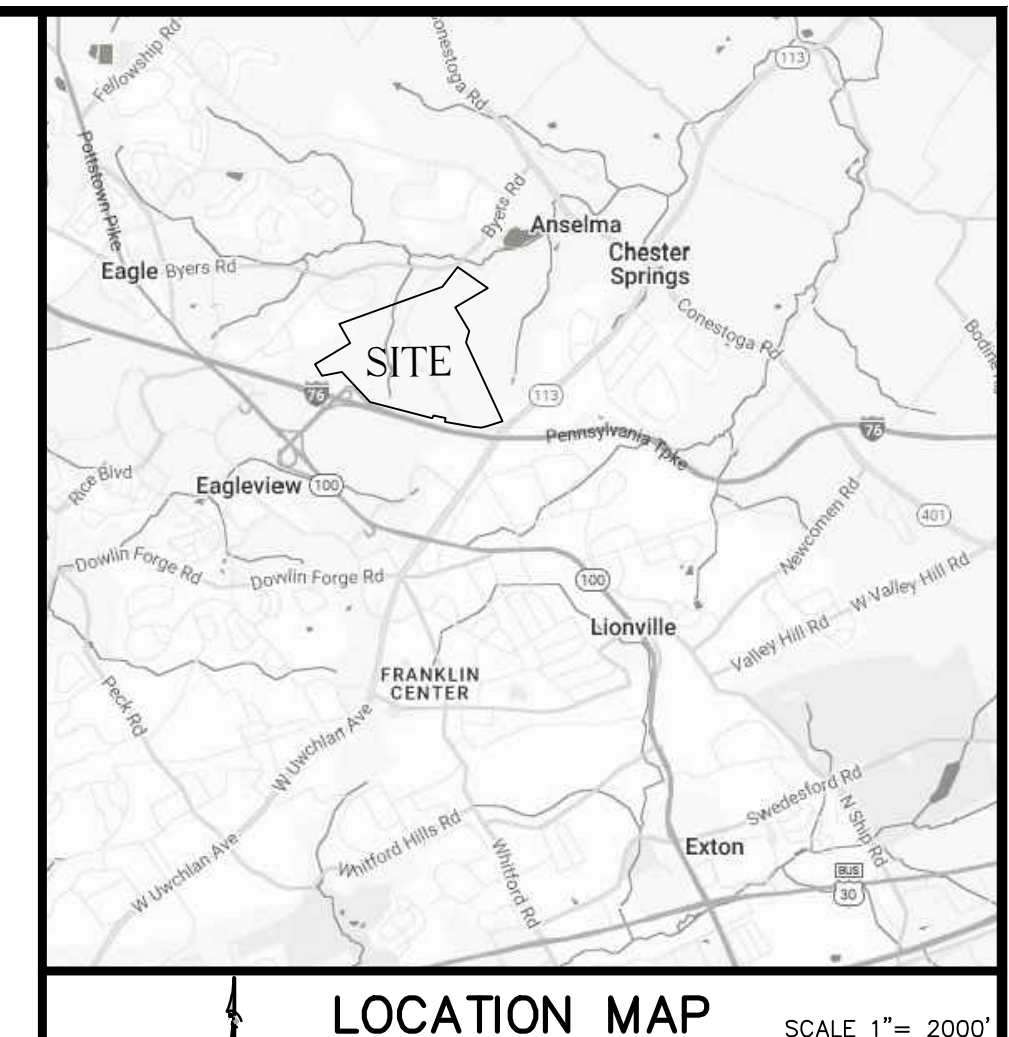 Fellowship Rd
onestoga Rd
113
Pottstown Pike
Byers Rd
Anselma
Chester
Springs
Eagle
Byers Rd
Conestoga Rd
Bodine R
SITE
76
113
Pennsylvania Tpke
76
Rice Blvd
Eagleview
100
401
Newcomen Rd
Dowlin Forge Rd
Dowlin Forge Rd
100
W Valley Hill Rd
Lionville
Valley Hill Rd
FRANKLIN
CENTER
Peck Rd
W Uwchlan Ave
Swedesford Rd
N Ship Rd
Whitford Hills Rd
Whitford Rd
Exton
W Uwchlan Ave
BUS
30
LOCATION MAP
SCALE 1"= 2000'